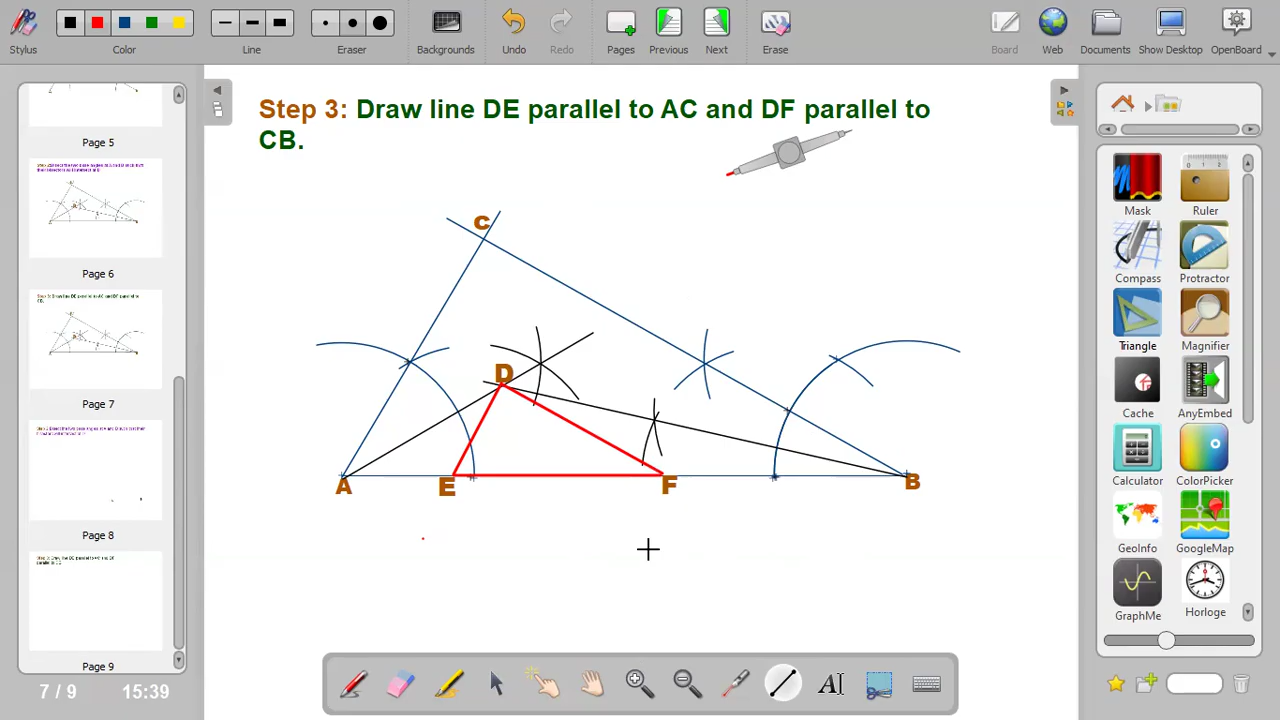 Stylus
Color
Line
Eraser
Backgrounds
Undo
Redo
Pages
Previous
Next
Erase
Board
Web
Documents
Show Desktop
OpenBoard
Page 5
Page 6
Page 7
Page 8
Page 9
7 / 9
15:39
Step 3: Draw line DE parallel to AC and DF parallel to
CB.
C
D
A
E
F
B
Mask
Ruler
Compass
Protractor
Triangle
Magnifier
Cache
AnyEmbed
Calculator
ColorPicker
GeoInfo
GoogleMap
GraphMe
Horloge
AI